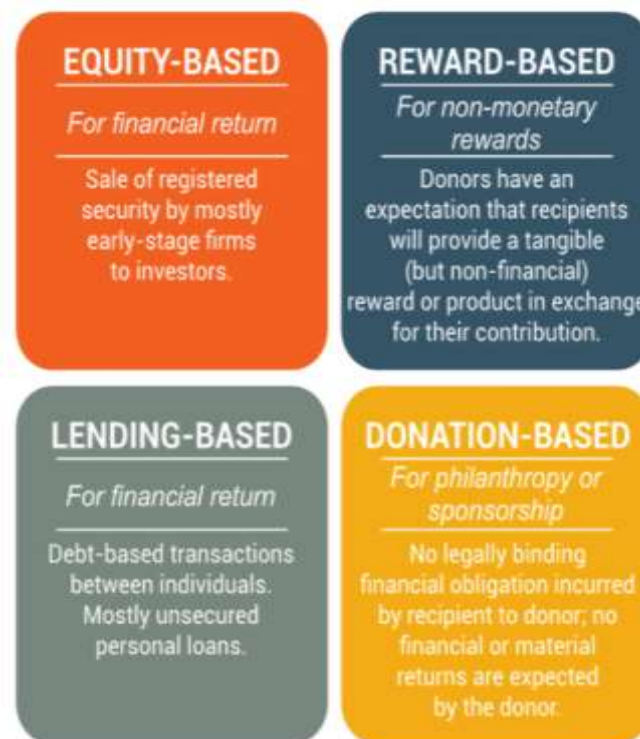 EQUITY-BASED
For financial return
Sale of registered
security by mostly
early-stage firms
to investors.
REWARD-BASED
For non-monetary
rewards
Donors have an
expectation that recipients
will provide a tangible
(but non-financial)
reward or product in exchange
for their contribution.
LENDING-BASED
For financial return
Debt-based transactions
between individuals.
Mostly unsecured
personal loans.
DONATION-BASED
For philanthropy or
sponsorship
No legally binding
financial obligation incurred
by recipient to donor; no
financial or material
returns are expected
by the donor.